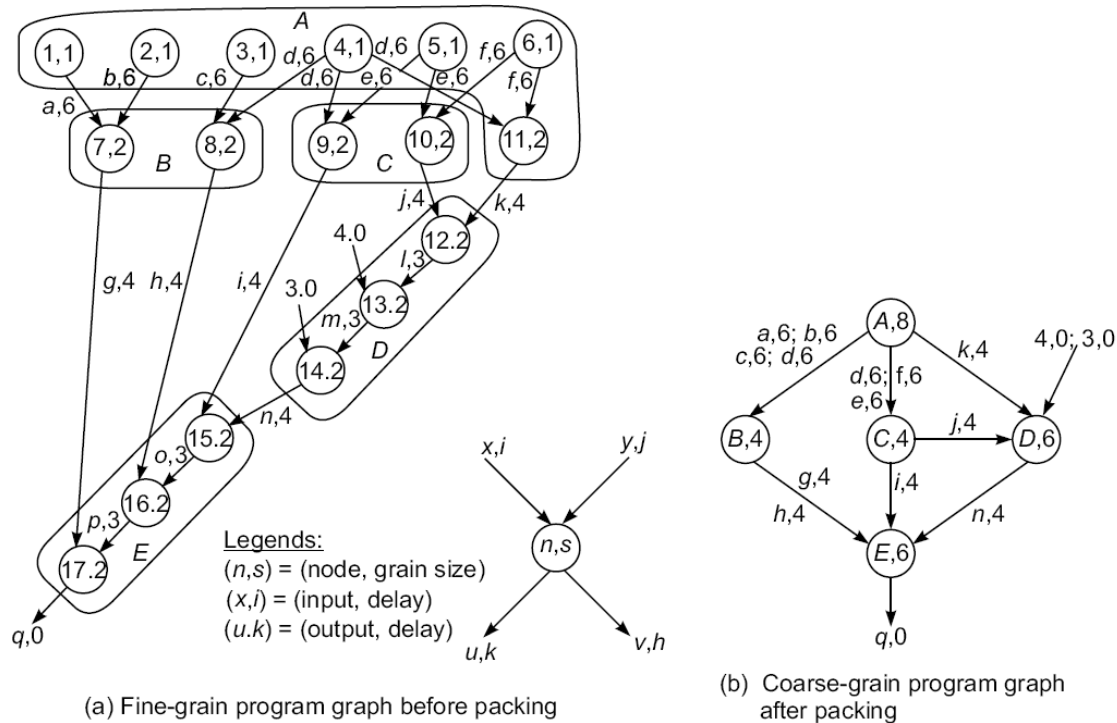 A
1,1
2,1
3,1
4,1
5,1
6,1
d,6
d,6
f,6
a,6
b,6
c,6
d,6
e,6
e,6
f,6
7,2
8,2
9,2
10,2
11,2
B
C
j,4
k,4
12.2
4.0
l,3
g,4
h,4
i,4
3.0
13.2
m,3
D
14.2
n,4
15.2
o,3
16.2
p,3
E
17.2
q,0
Legends:
(n,s) = (node, grain size)
(x,i) = (input, delay)
(u.k) = (output, delay)
x,i
y,j
n,s
u,k
v,h
(a) Fine-grain program graph before packing
A,8
a,6; b,6
c,6; d,6
k,4
4,0; 3,0
d,6; f,6
e,6
B,4
C,4
j,4
D,6
g,4
h,4
i,4
n,4
E,6
q,0
(b) Coarse-grain program graph
after packing